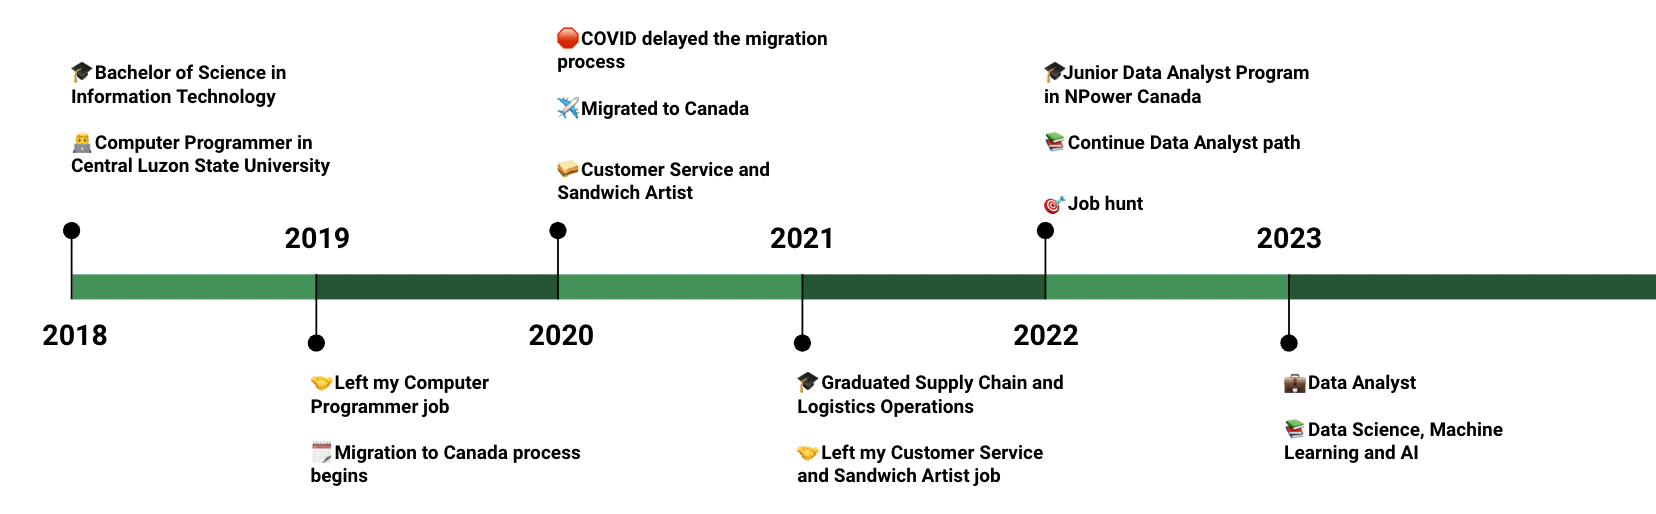 Bachelor of Science in
Information Technology
Computer Programmer in
Central Luzon State University
2018
2019
Left my Computer
Programmer job
Migration to Canada process
begins
COVID delayed the migration
process
Migrated to Canada
Customer Service and
Sandwich Artist
2020
2021
Graduated Supply Chain and
Logistics Operations
Left my Customer Service
and Sandwich Artist job
Junior Data Analyst Program
in NPower Canada
Continue Data Analyst path
Job hunt
2022
2023
Data Analyst
Data Science, Machine
Learning and AI